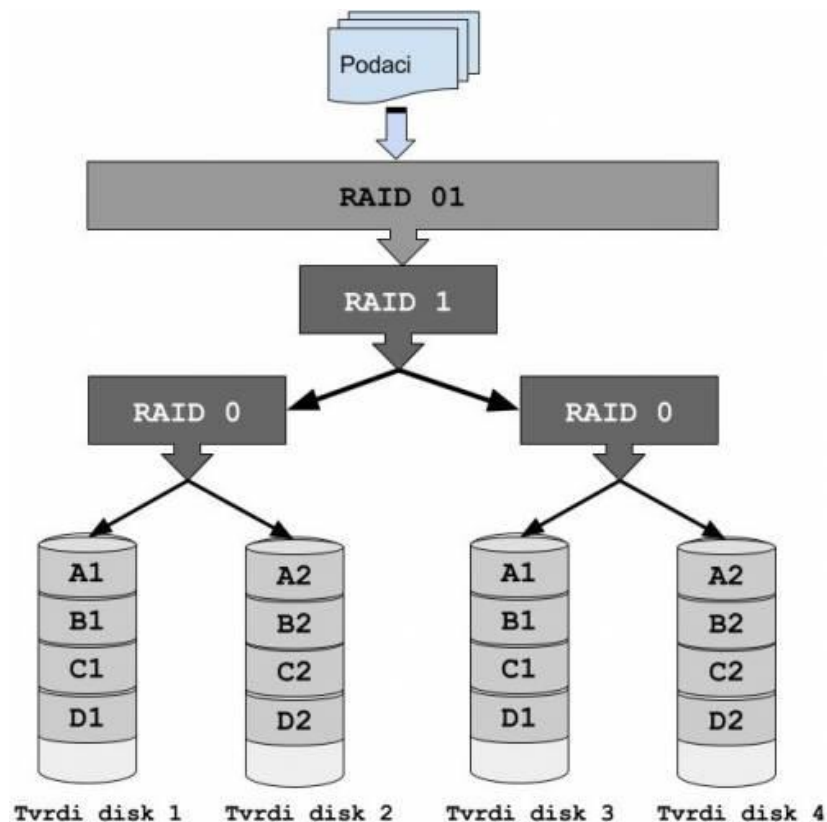 Podaci
RAID 01
RAID 1
RAID 0 RAID 0
A1 A2 A1 A2
B1 B2 B1 B2
C1 C2 C1 C2
D1 D2 D1 D2
Tvrdi disk 1 Tvrdi disk 2 Tvrdi disk 3 Tvrdi disk 4